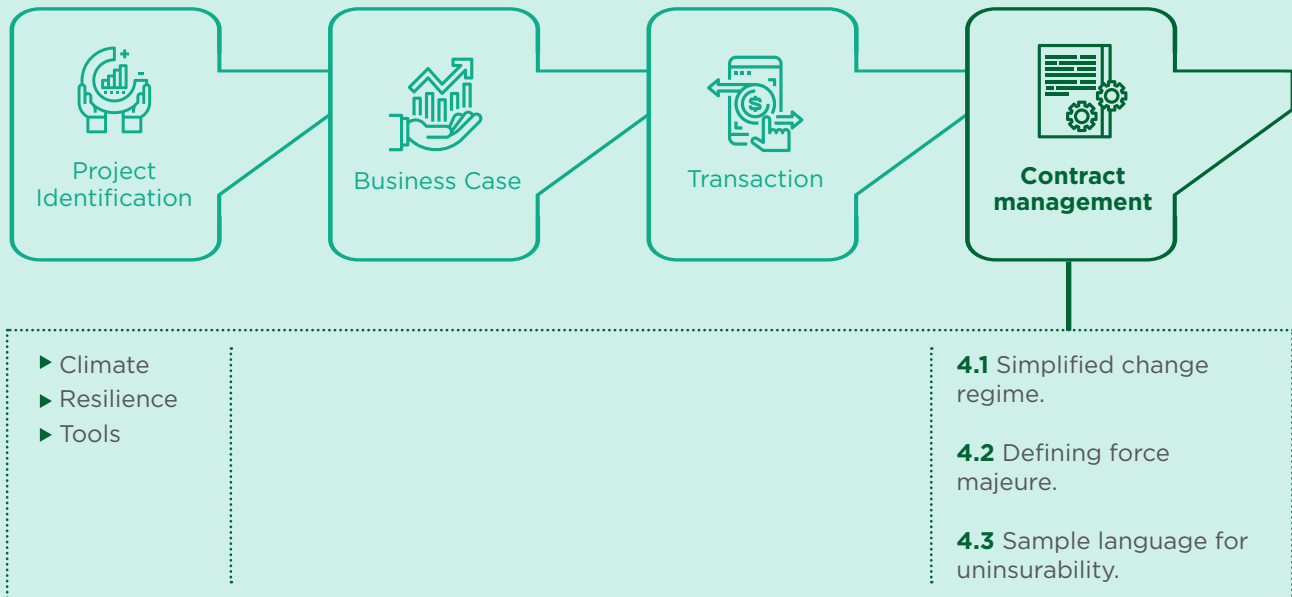 Project
Identification
Business Case
Transaction
Contract
management
Climate
Resilience
Tools
4.1 Simplified change
regime.
4.2 Defining force
majeure.
4.3 Sample language for
uninsurability.